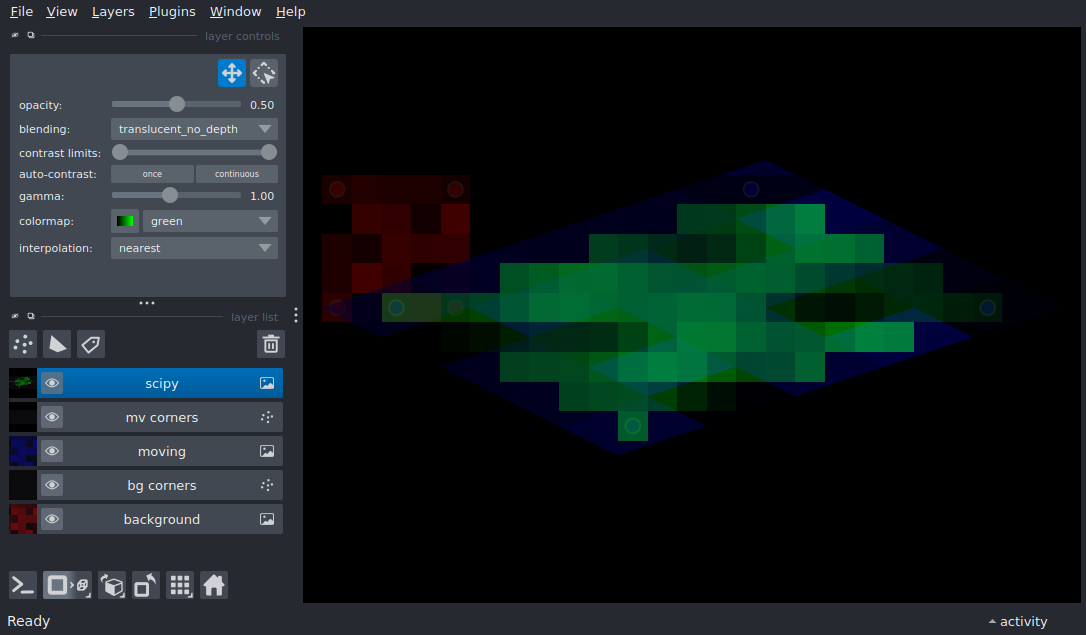 File View Layers Plugins Window Help
layer controls
opacity: 0.50
blending: translucent_no_depth
contrast limits:
auto-contrast: once continuous
gamma: 1.00
colormap: green
interpolation: nearest
layer list
scipy
mv corners
moving
bg corners
background
Ready
activity